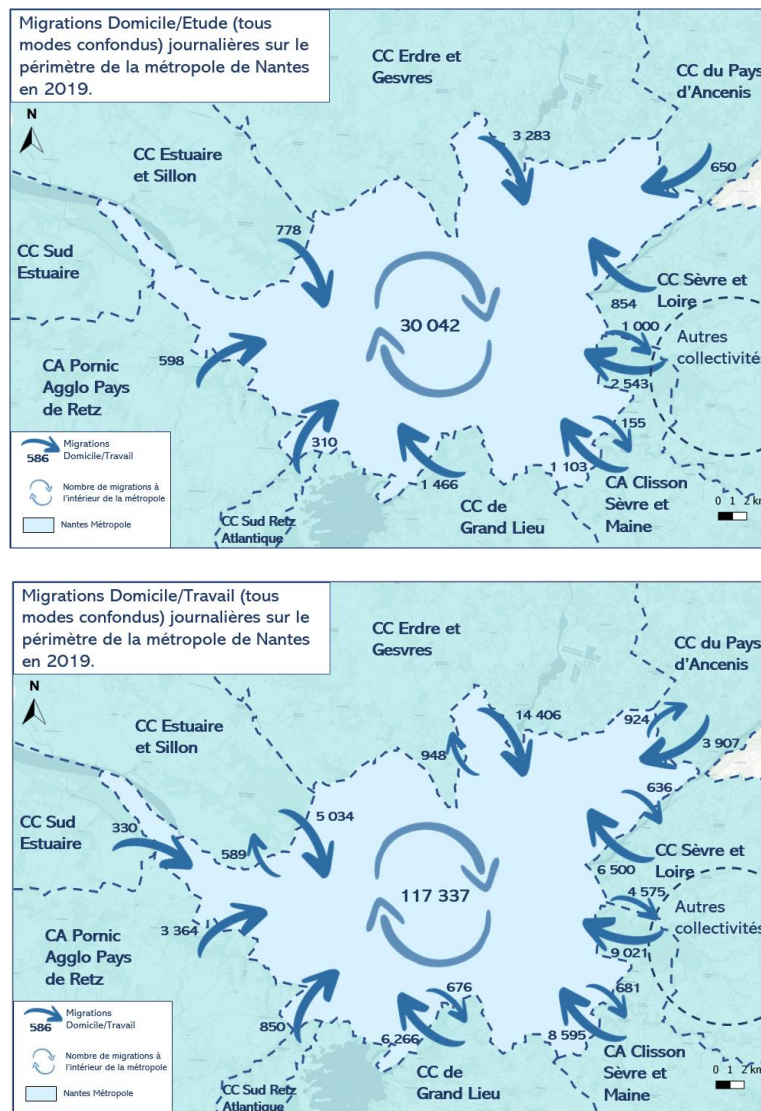 Migrations Domicile/Etude (tous
modes confondus) journalières sur le
périmètre de la métropole de Nantes
en 2019.
N
CC Erdre et
Gesvres
CC du Pays
d'Ancenis
CC Estuaire
et Sillon
3 283
650
778
CC Sud
Estuaire
CC Sèvre et
Loire
854
30 042
1 000
Autres
collectivités
598
CA Pornic
Agglo Pays
de Retz
2 543
155
310
1 466
1 103
CA Clisson
Sèvre et
Maine
CC de
Grand Lieu
CC Sud Retz
Atlantique
586
Migrations
Domicile/Travail
Nombre de migrations à
l'intérieur de la métropole
Nantes Métropole
0 1 2 km
Migrations Domicile/Travail (tous
modes confondus) journalières sur le
périmètre de la métropole de Nantes
en 2019.
N
CC Erdre et
Gesvres
CC du Pays
d'Ancenis
CC Estuaire
et Sillon
14 406
924
3 907
948
636
5 034
330
CC Sud
Estuaire
589
CC Sèvre et
Loire
6 500
117 337
4 575
Autres
collectivités
3 364
CA Pornic
Agglo Pays
de Retz
9 021
676
681
850
6 266
8 595
CA Clisson
Sèvre et
Maine
CC de
Grand Lieu
CC Sud Retz
Atlantique
586
Migrations
Domicile/Travail
Nombre de migrations à
l'intérieur de la métropole
Nantes Métropole
0 1 2 km